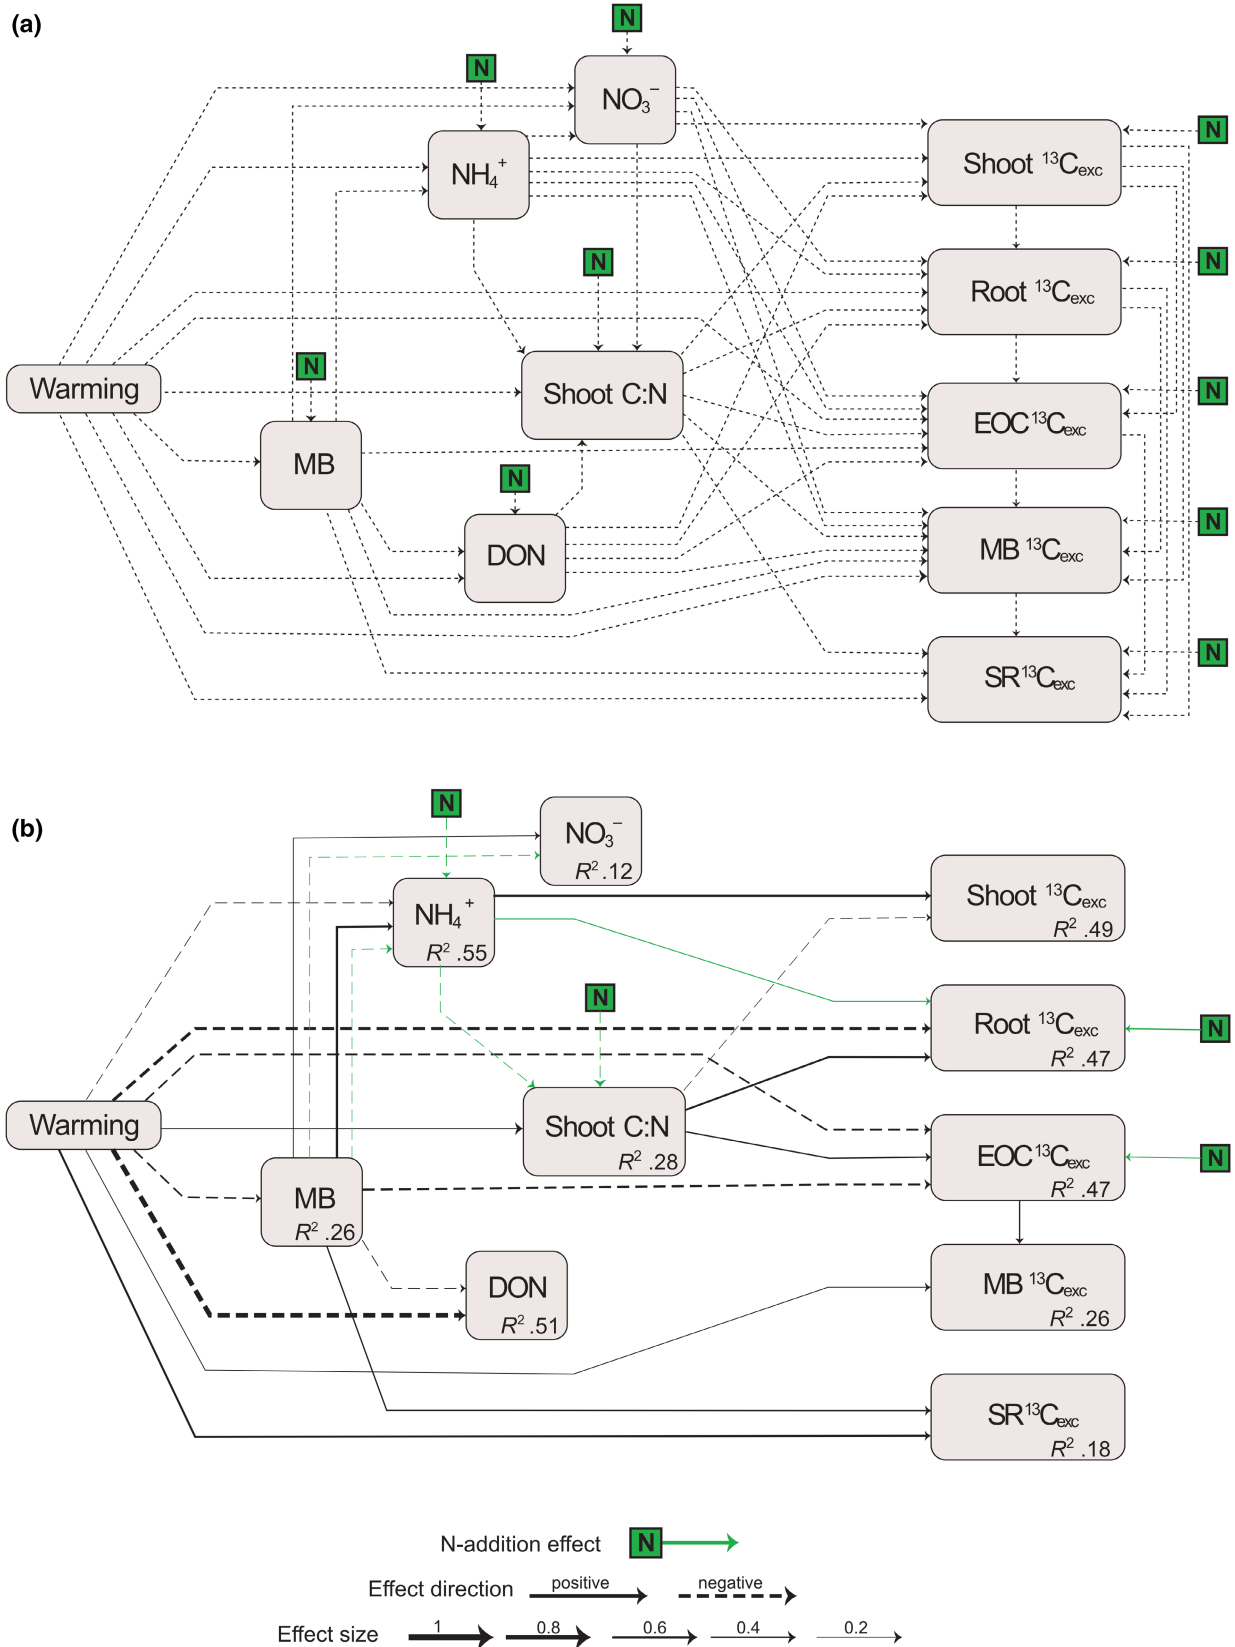 (a)
N
N
NO₃⁻
N
NH₄⁺
Shoot ¹³Cexc
N
N
Root ¹³Cexc
N
Warming
N
Shoot C:N
N
EOC ¹³Cexc
MB
N
DON
N
MB ¹³Cexc
N
SR ¹³Cexc
(b)
N
NO₃⁻
R² .12
NH₄⁺
R² .55
Shoot ¹³Cexc
R² .49
N
Root ¹³Cexc
R² .47
N
Warming
Shoot C:N
R² .28
EOC ¹³Cexc
R² .47
N
MB
R² .26
DON
R² .51
MB ¹³Cexc
R² .26
SR ¹³Cexc
R² .18
N-addition effect N
Effect direction positive negative
Effect size 1 0.8 0.6 0.4 0.2